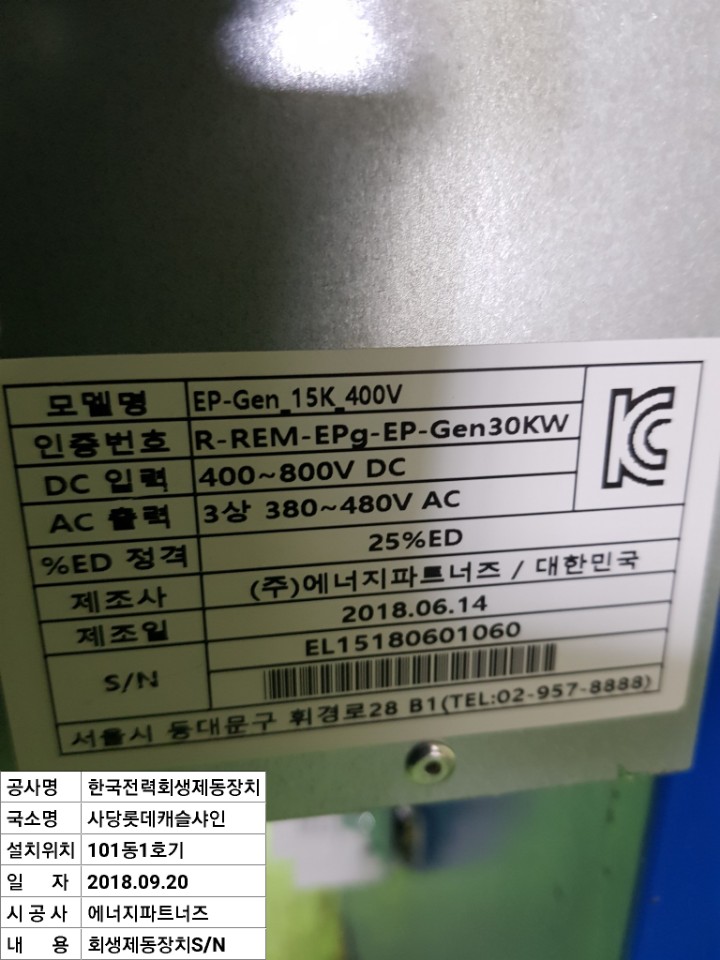 모델명 EP-Gen_15K_400V
인증번호 R-REM-EPg-EP-Gen30KW
DC 입력 400~800V DC
AC 출력 3상 380~480V AC
%ED 정격 25%ED
제조사 (주)에너지파트너즈 / 대한민국
제조일 2018.06.14
S/N EL15180601060
서울시 동대문구 휘경로28 B1(TEL:02-957-8888)
공사명 한국전력회생제동장치
국소명 사당롯데캐슬샤인
설치위치 101동1호기
일 자 2018.09.20
시공사 에너지파트너즈
내 용 회생제동장치S/N